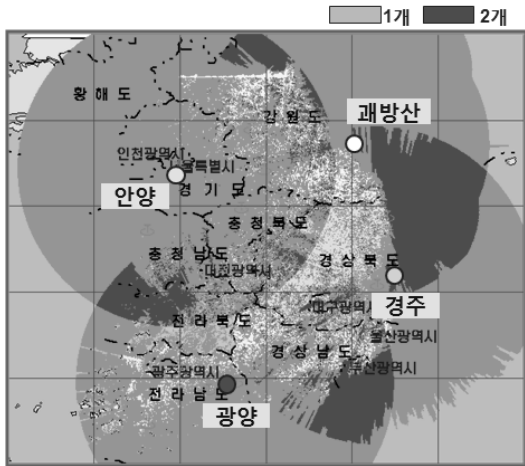 1개 2개
황해도
강원도
괘방산
인천광역시
서울특별시
안양
경기도
충청북도
충청남도
경상북도
대전광역시
경주
대구광역시
전라북도
울산광역시
경상남도
광주광역시
부산광역시
전라남도
광양